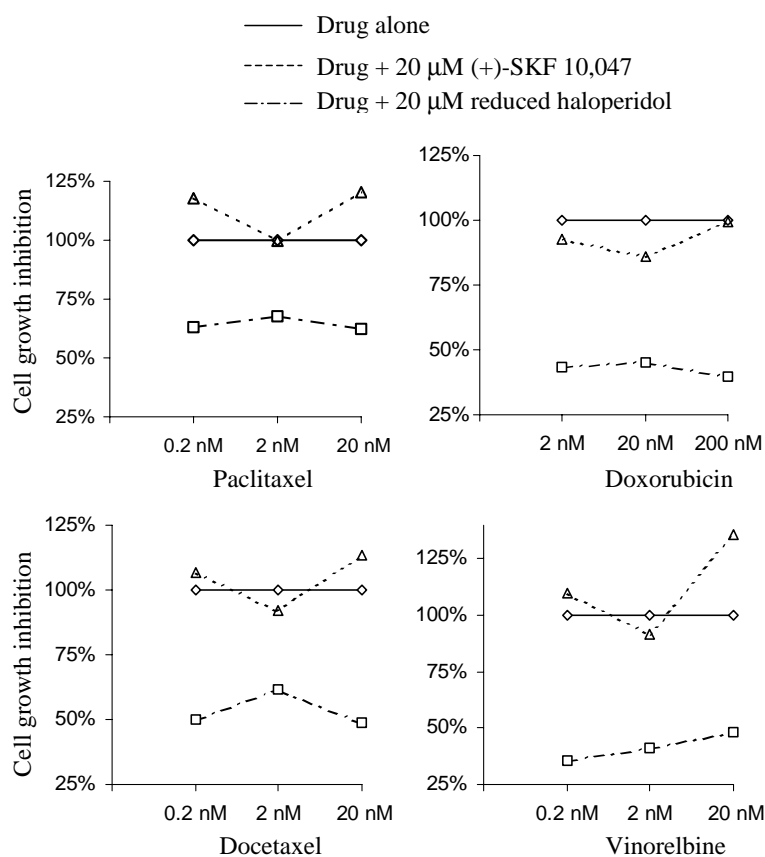 Drug alone
Drug + 20 μM (+)-SKF 10,047
Drug + 20 μM reduced haloperidol
Cell growth inhibition
125%
100%
75%
50%
25%
0.2 nM 2 nM 20 nM
Paclitaxel
125%
100%
75%
50%
25%
2 nM 20 nM 200 nM
Doxorubicin
Cell growth inhibition
125%
100%
75%
50%
25%
0.2 nM 2 nM 20 nM
Docetaxel
125%
100%
75%
50%
25%
0.2 nM 2 nM 20 nM
Vinorelbine